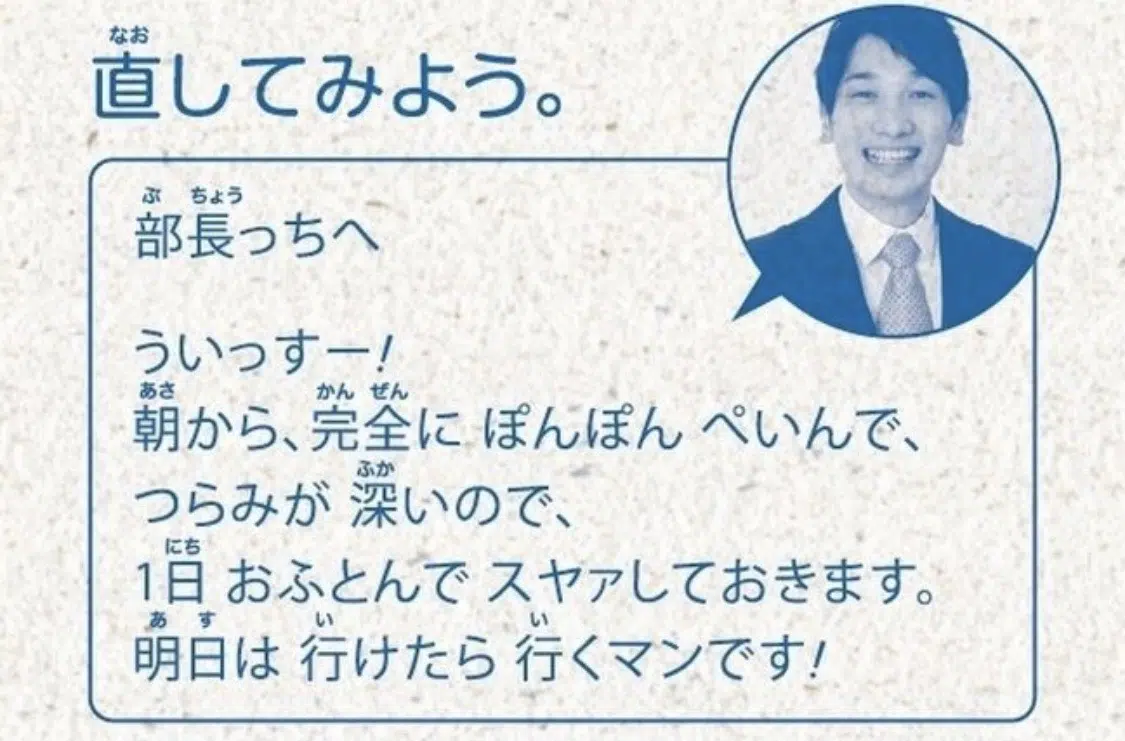 なお
直してみよう。
ぶ ちょう
部長っちへ
ういっすー!
あさ かん ぜん
朝から、完全に ぽんぽん ぺいんで、
ふか
つらみが 深いので、
にち
1日 おふとんで スヤァしておきます。
あ す い い
明日は 行けたら 行くマンです!